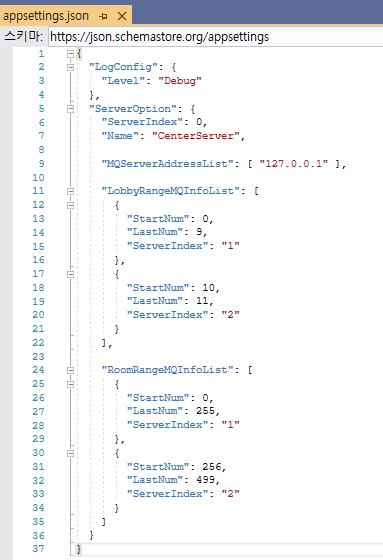 appsettings.json
스키마: https://json.schemastore.org/appsettings
1 {
2 "LogConfig": {
3 "Level": "Debug"
4 },
5 "ServerOption": {
6 "ServerIndex": 0,
7 "Name": "CenterServer",
8
9 "MQServerAddressList": [ "127.0.0.1" ],
10
11 "LobbyRangeMQInfoList": [
12 {
13 "StartNum": 0,
14 "LastNum": 9,
15 "ServerIndex": "1"
16 },
17 {
18 "StartNum": 10,
19 "LastNum": 11,
20 "ServerIndex": "2"
21 }
22 ],
23
24 "RoomRangeMQInfoList": [
25 {
26 "StartNum": 0,
27 "LastNum": 255,
28 "ServerIndex": "1"
29 },
30 {
31 "StartNum": 256,
32 "LastNum": 499,
33 "ServerIndex": "2"
34 }
35 ]
36 }
37 }